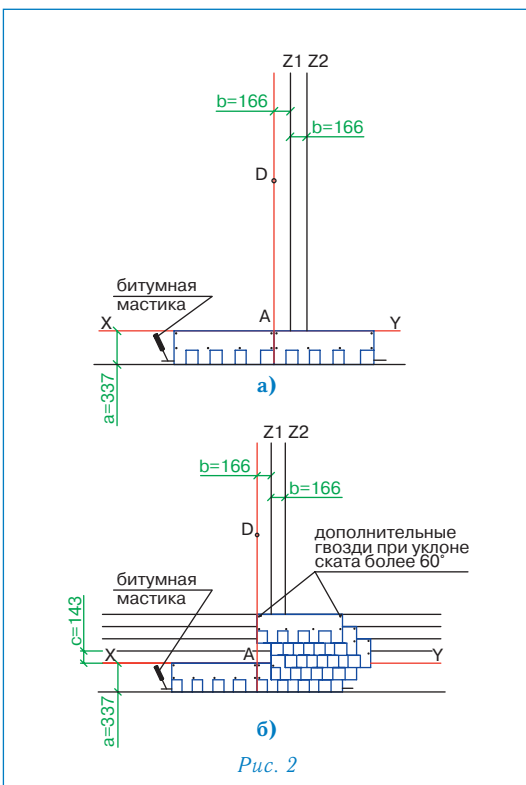 Z1 Z2
b=166
b=166
D
битумная
мастика
X
A
Y
a=337
а)
Z1 Z2
b=166
b=166
D
дополнительные
гвозди при уклоне
ската более 60°
битумная
мастика
c=143
X
A
Y
a=337
б)
Рис. 2